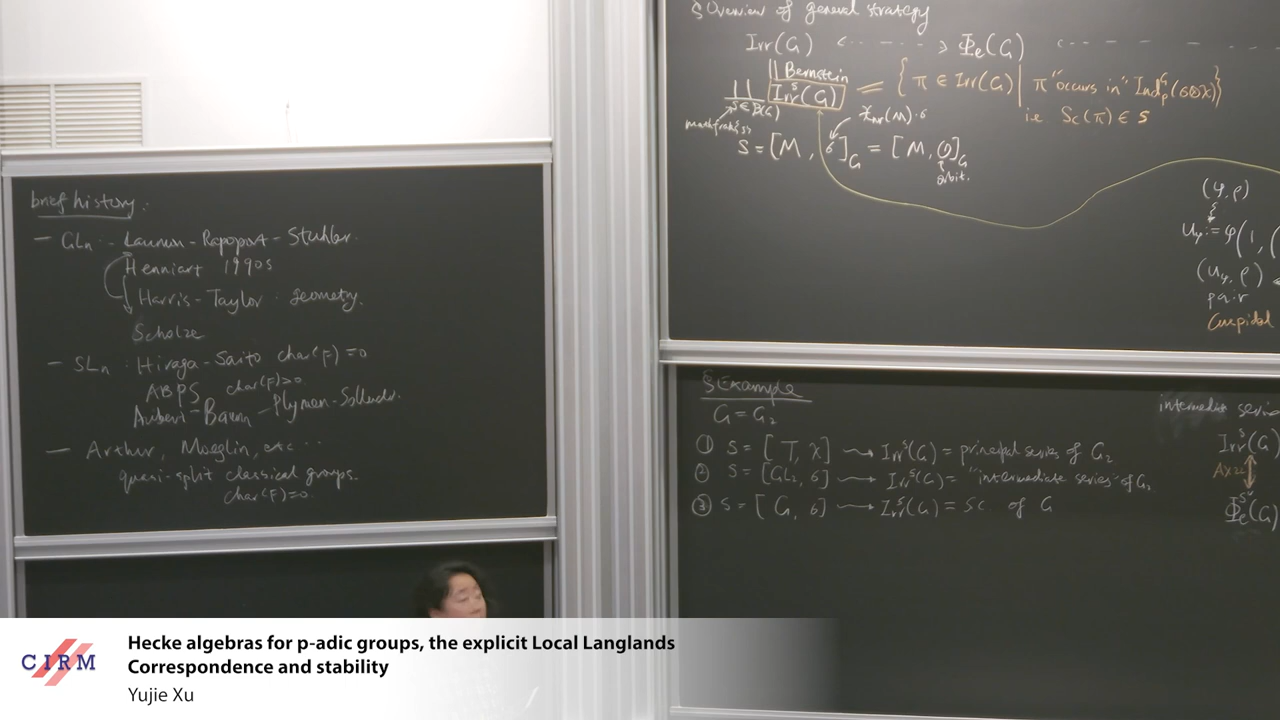 brief history:
- GLn: - Laumon - Rapoport - Stuhler.
Henniart 1990s
Harris - Taylor : geometry.
Scholze
- SLn : Hiraga - Saito char(F) = 0
ABPS char(F)>0
Aubert - Baum - Plymen - Solleveld.
- Arthur, Moeglin, etc ...
quasi-split classical groups.
char(F)=0.
§ Overview of general strategy
Irr(G) <-----> Φe(G) <- - - -
|| Bernstein
∐ s∈B(G) Irr^s(G) = { π ∈ Irr(G) | π "occurs in" Ind_P^G(σ⊗χ) }
i.e. Sc(π) ∈ s
X_nr(M)·σ
s = [M, σ]_G = [M, O]_G
orbit.
(φ, ρ)
u_φ := φ(1, (
(u_φ, ρ)
pair
Cuspidal
§ Example
G = G₂
① s = [T, χ] ⟿ Irr^s(G) = principal series of G₂
② s = [GL₂, σ] ⟿ Irr^s(G) = "intermediate series" of G₂
③ s = [G, σ] ⟿ Irr^s(G) = sc of G
Irr^s(G)
Φe^s^∨(G)
CIRM
Hecke algebras for p-adic groups, the explicit Local Langlands
Correspondence and stability
Yujie Xu